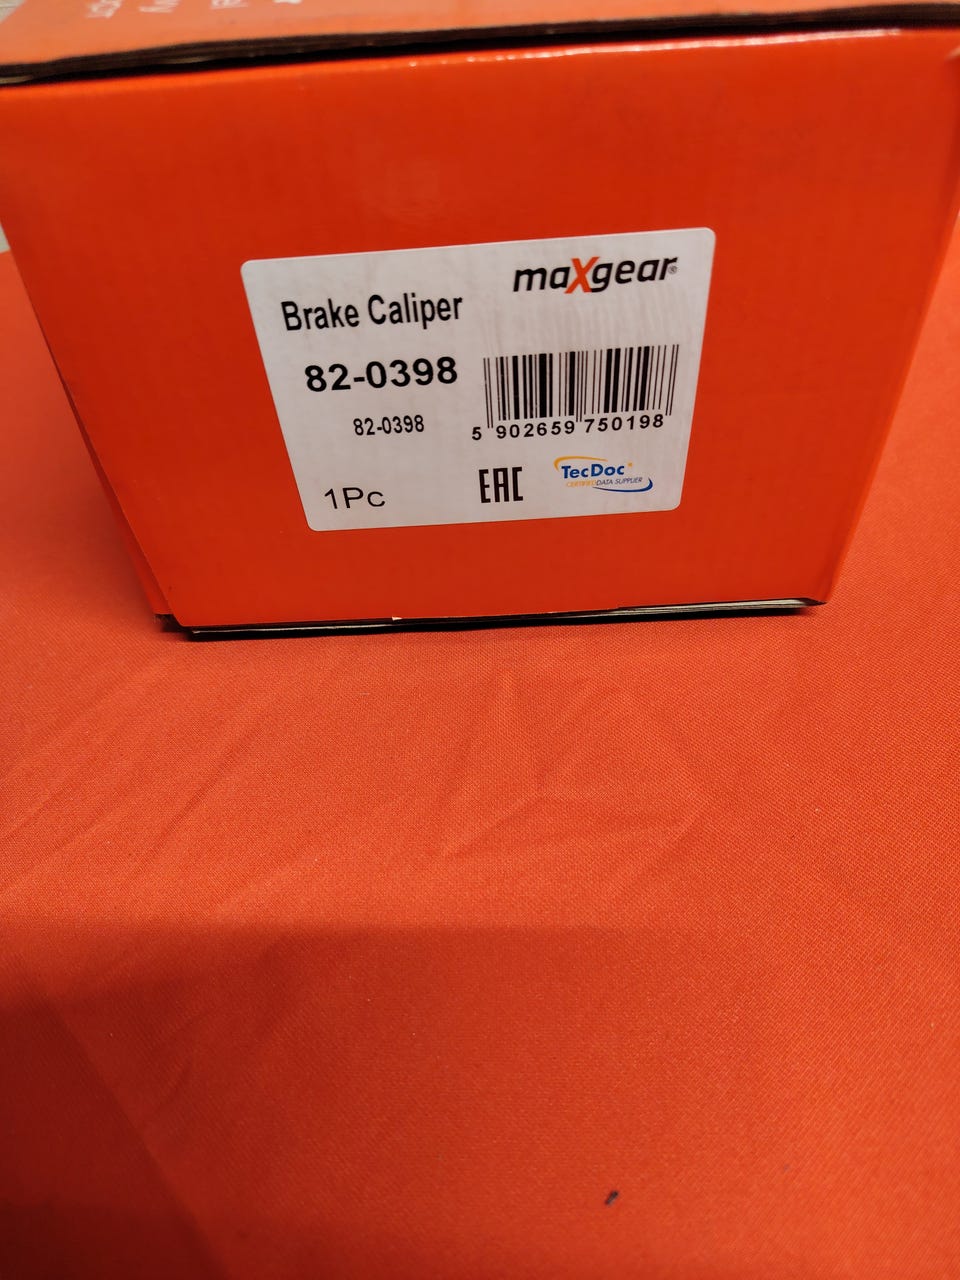 maxgear®
Brake Caliper
82-0398
82-0398
5 902659 750198
1Pc
EAC
TecDoc
CERTIFIED DATA SUPPLIER